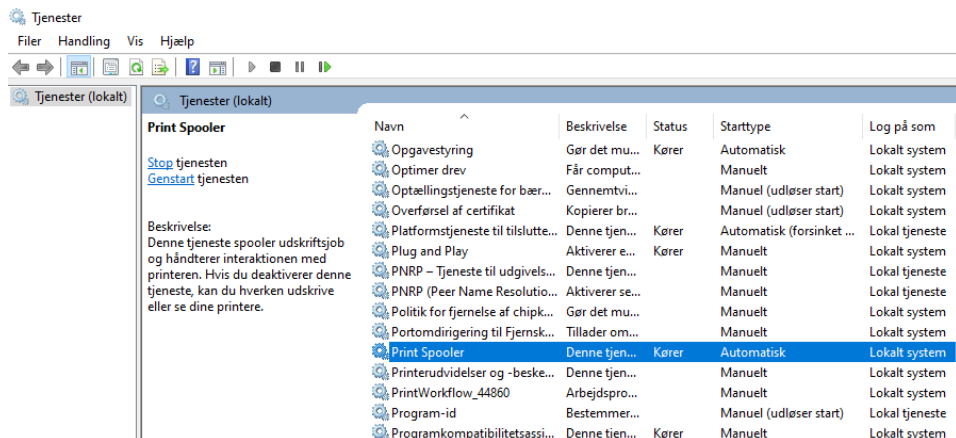 Tjenester
Filer Handling Vis Hjælp
Tjenester (lokalt)
Tjenester (lokalt)
Print Spooler
Stop tjenesten
Genstart tjenesten
Beskrivelse:
Denne tjeneste spooler udskriftsjob
og håndterer interaktionen med
printeren. Hvis du deaktiverer denne
tjeneste, kan du hverken udskrive
eller se dine printere.
Navn Beskrivelse Status Starttype Log på som
Opgavestyring Gør det mu... Kører Automatisk Lokalt system
Optimer drev Får comput... Manuelt Lokalt system
Optællingstjeneste for bær... Gennemtvi... Manuel (udløser start) Lokalt system
Overførsel af certifikat Kopierer br... Manuel (udløser start) Lokalt system
Platformstjeneste til tilslutte... Denne tjen... Kører Automatisk (forsinket ... Lokal tjeneste
Plug and Play Aktiverer e... Kører Manuelt Lokalt system
PNRP – Tjeneste til udgivels... Denne tjen... Manuelt Lokal tjeneste
PNRP (Peer Name Resolutio... Aktiverer se... Manuelt Lokal tjeneste
Politik for fjernelse af chipk... Gør det mu... Manuelt Lokalt system
Portomdirigering til Fjernsk... Tillader om... Manuelt Lokalt system
Print Spooler Denne tjen... Kører Automatisk Lokalt system
Printerudvidelser og -beske... Denne tjen... Manuelt Lokalt system
PrintWorkflow_44860 Arbejdspro... Manuelt Lokalt system
Program-id Bestemmer... Manuel (udløser start) Lokal tjeneste
Programkompatibilitetsassi... Denne tjen... Kører Manuelt Lokalt system